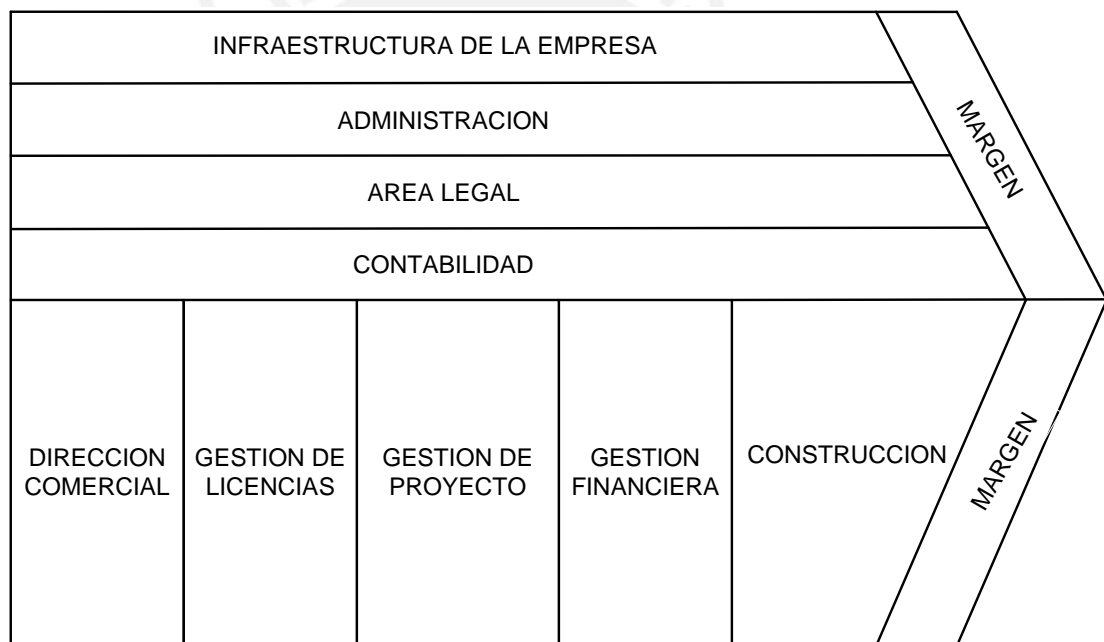 INFRAESTRUCTURA DE LA EMPRESA
ADMINISTRACION
AREA LEGAL
CONTABILIDAD
MARGEN
DIRECCION
COMERCIAL
GESTION DE
LICENCIAS
GESTION DE
PROYECTO
GESTION
FINANCIERA
CONSTRUCCION
MARGEN